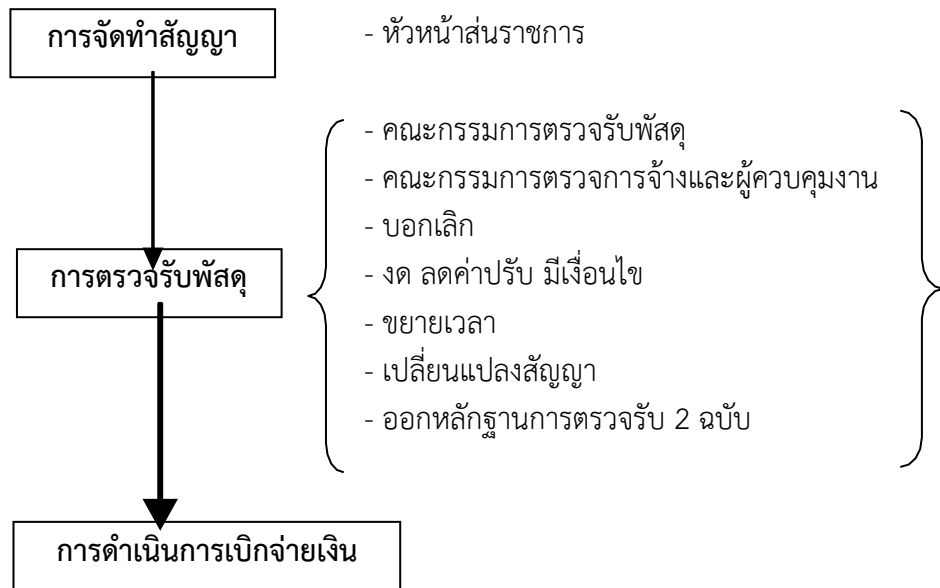 การจัดทำสัญญา
- หัวหน้าส่นราชการ
- คณะกรรมการตรวจรับพัสดุ
- คณะกรรมการตรวจการจ้างและผู้ควบคุมงาน
- บอกเลิก
การตรวจรับพัสดุ
- งด ลดค่าปรับ มีเงื่อนไข
- ขยายเวลา
- เปลี่ยนแปลงสัญญา
- ออกหลักฐานการตรวจรับ 2 ฉบับ
การดำเนินการเบิกจ่ายเงิน